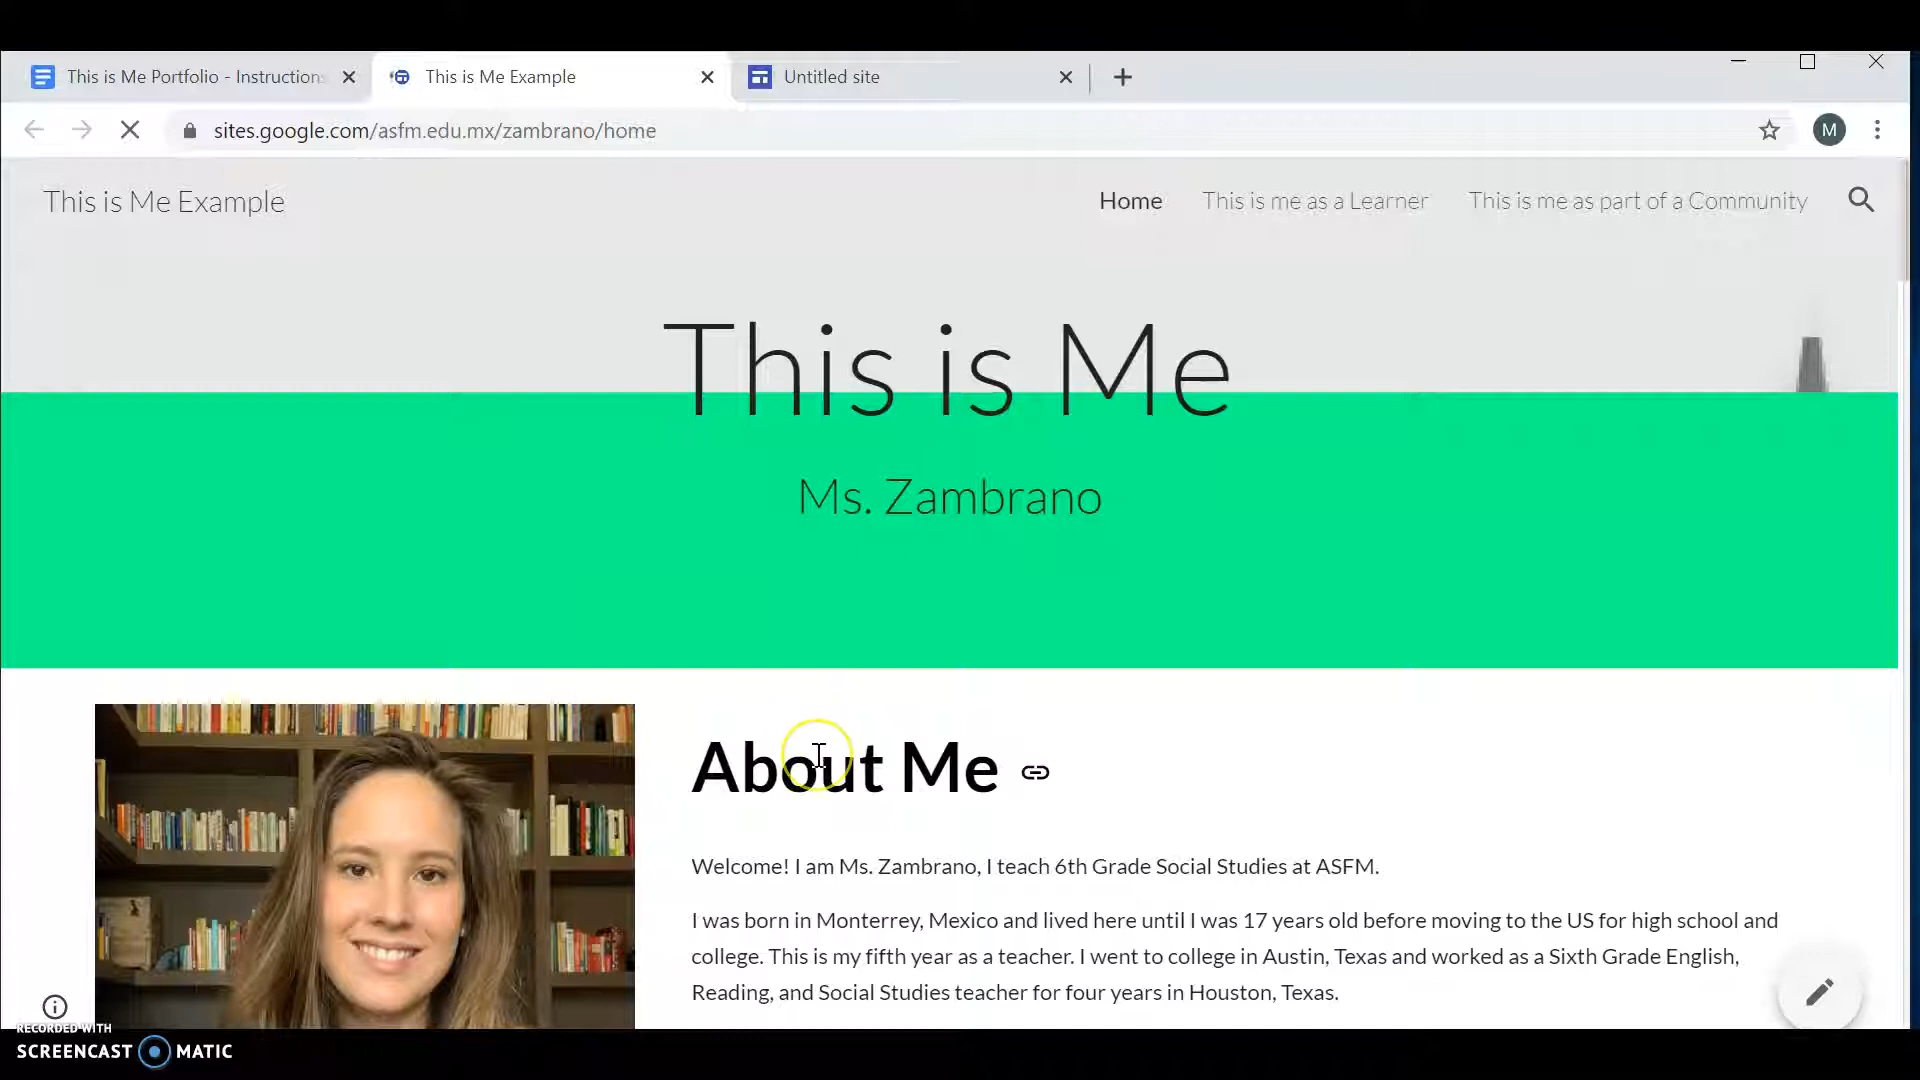 This is Me Portfolio - Instructions
This is Me Example
Untitled site
sites.google.com/asfm.edu.mx/zambrano/home
M
This is Me Example
Home
This is me as a Learner
This is me as part of a Community
This is Me
Ms. Zambrano
About Me
Welcome! I am Ms. Zambrano, I teach 6th Grade Social Studies at ASFM.
I was born in Monterrey, Mexico and lived here until I was 17 years old before moving to the US for high school and
college. This is my fifth year as a teacher. I went to college in Austin, Texas and worked as a Sixth Grade English,
Reading, and Social Studies teacher for four years in Houston, Texas.
RECORDED WITH
SCREENCAST MATIC